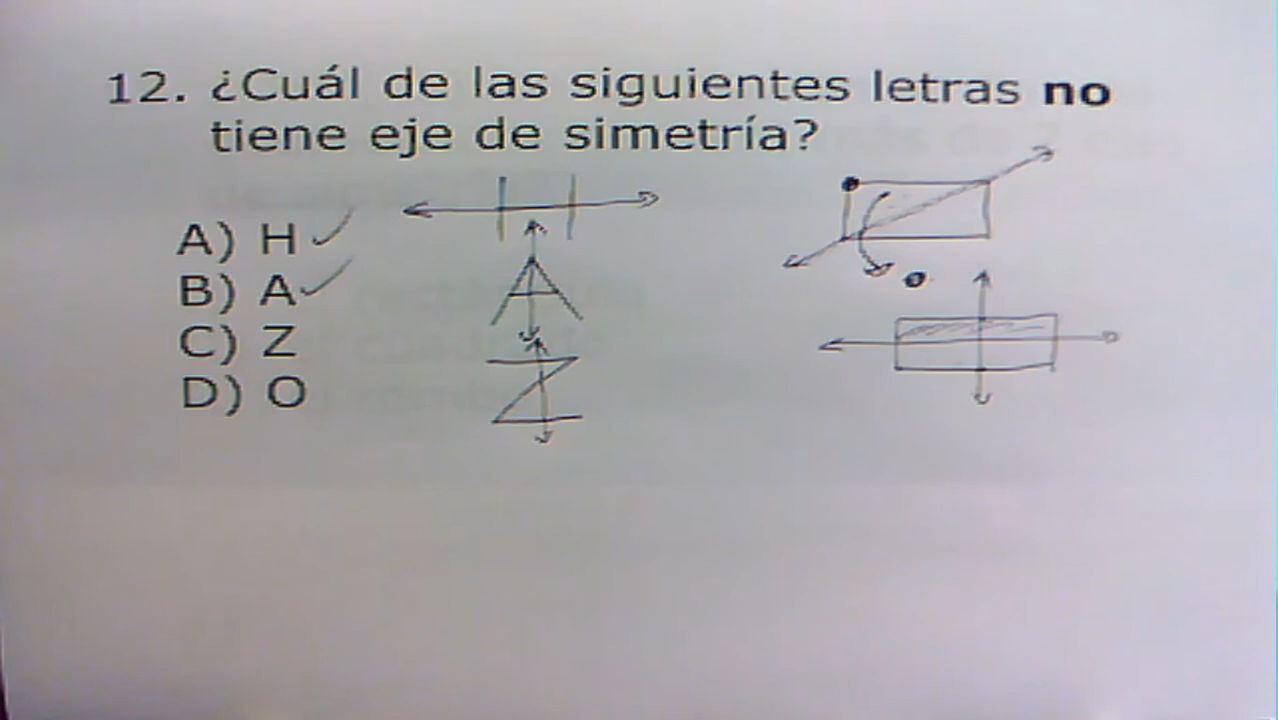 12. ¿Cuál de las siguientes letras no
tiene eje de simetría?
A) H
B) A
C) Z
D) O
A
Z